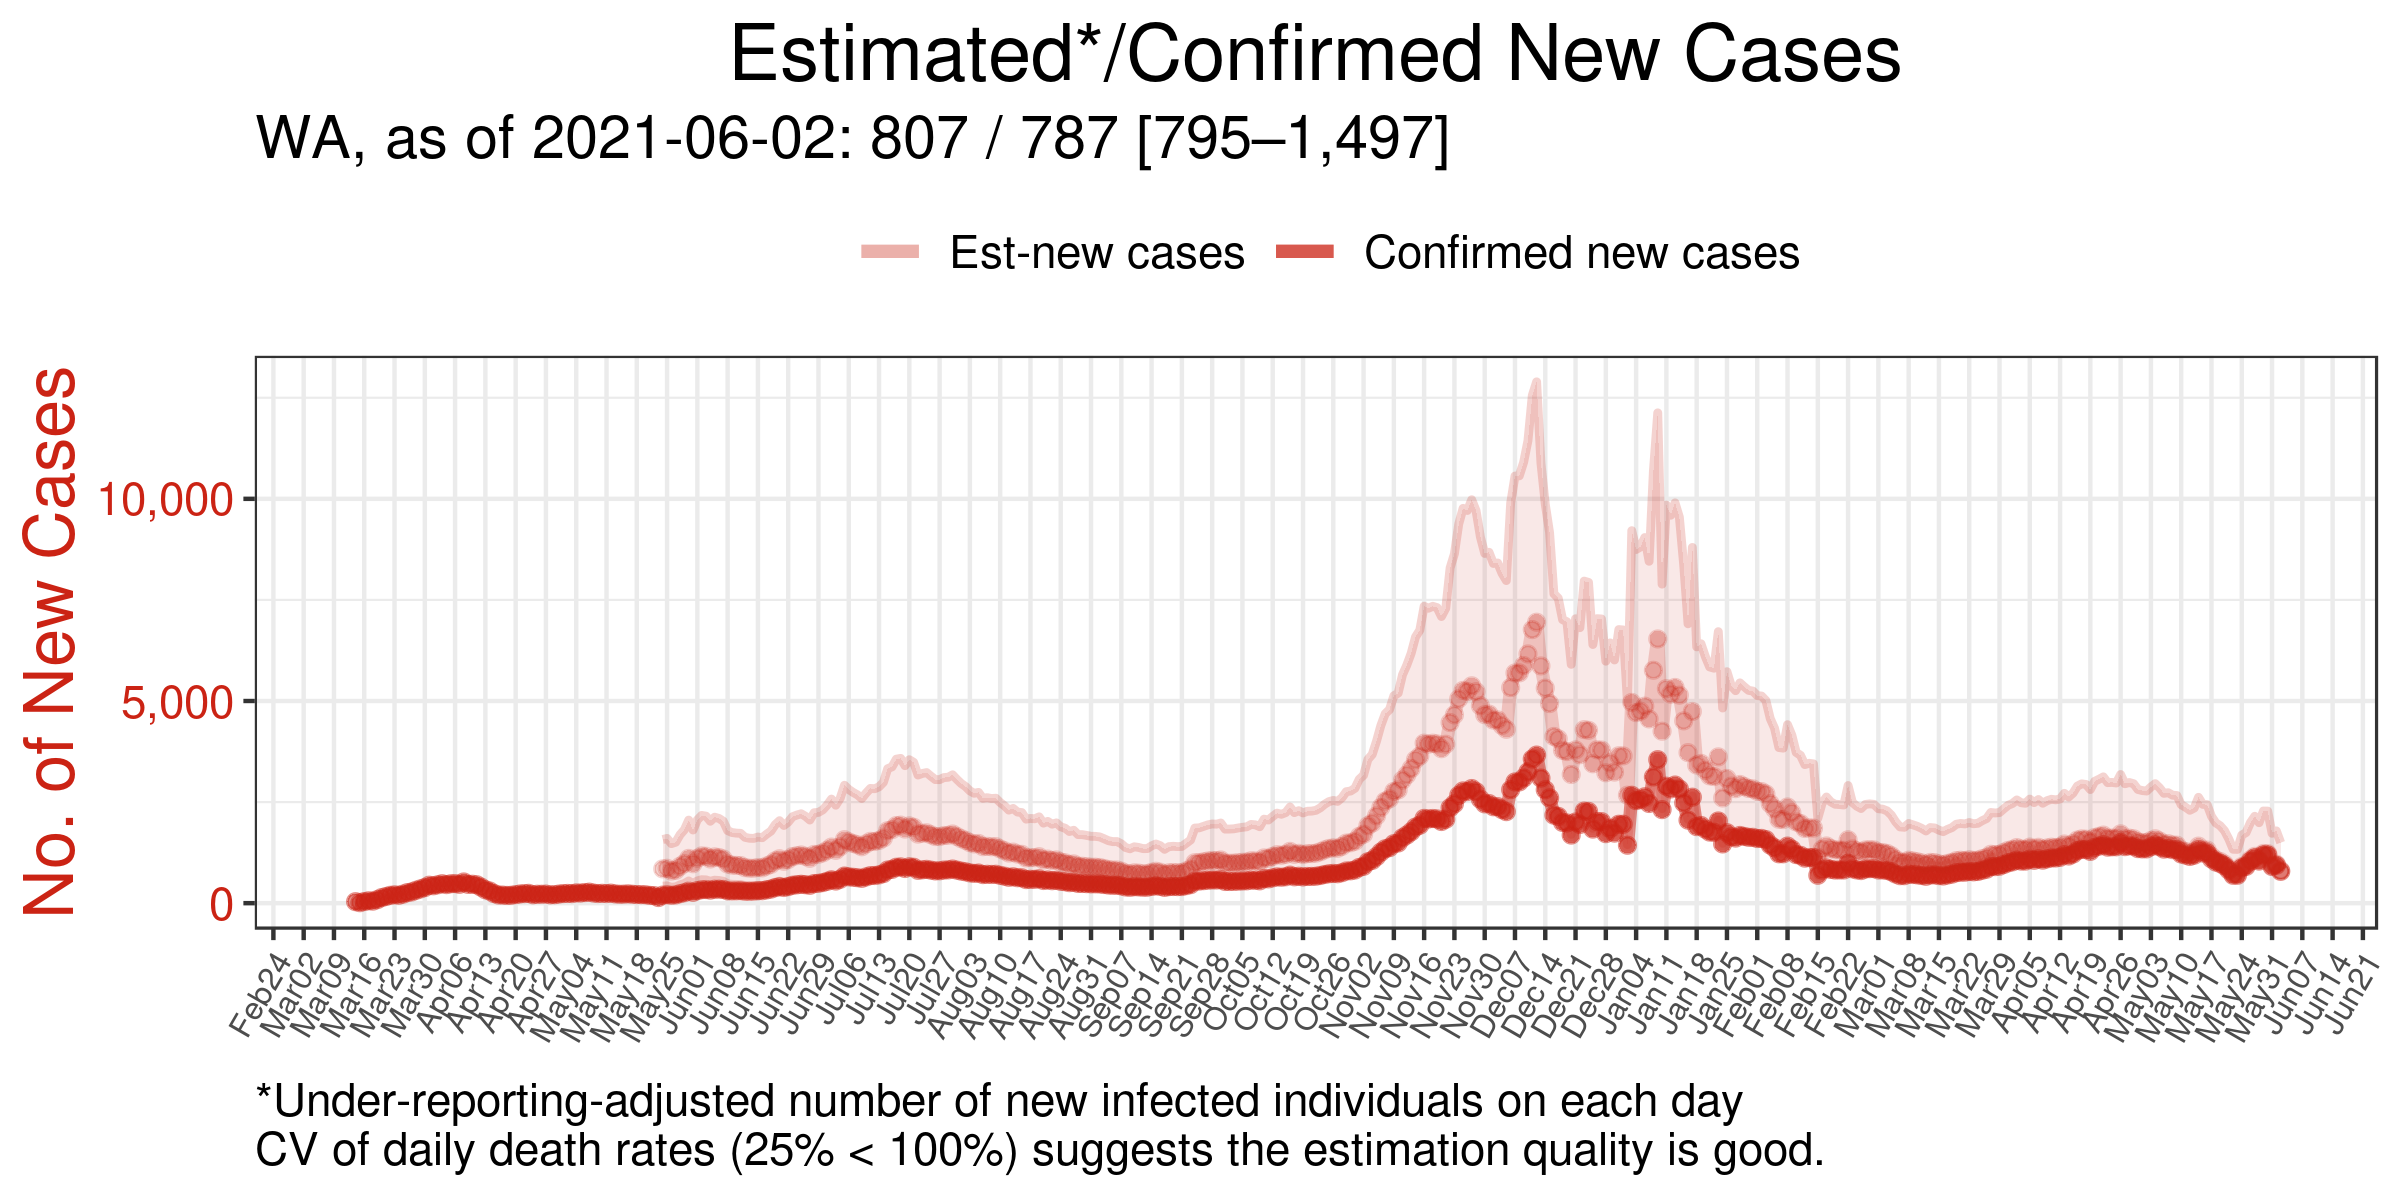 Estimated*/Confirmed New Cases
WA, as of 2021-06-02: 807 / 787 [795–1,497]
Est-new cases Confirmed new cases
No. of New Cases
10,000
5,000
0
Feb24 Mar02 Mar09 Mar16 Mar23 Mar30 Apr06 Apr13 Apr20 Apr27 May04 May11 May18 May25 Jun01 Jun08 Jun15 Jun22 Jun29 Jul06 Jul13 Jul20 Jul27 Aug03 Aug10 Aug17 Aug24 Aug31 Sep07 Sep14 Sep21 Sep28 Oct05 Oct12 Oct19 Oct26 Nov02 Nov09 Nov16 Nov23 Nov30 Dec07 Dec14 Dec21 Dec28 Jan04 Jan11 Jan18 Jan25 Feb01 Feb08 Feb15 Feb22 Mar01 Mar08 Mar15 Mar22 Mar29 Apr05 Apr12 Apr19 Apr26 May03 May10 May17 May24 May31 Jun07 Jun14 Jun21
*Under-reporting-adjusted number of new infected individuals on each day
CV of daily death rates (25% < 100%) suggests the estimation quality is good.